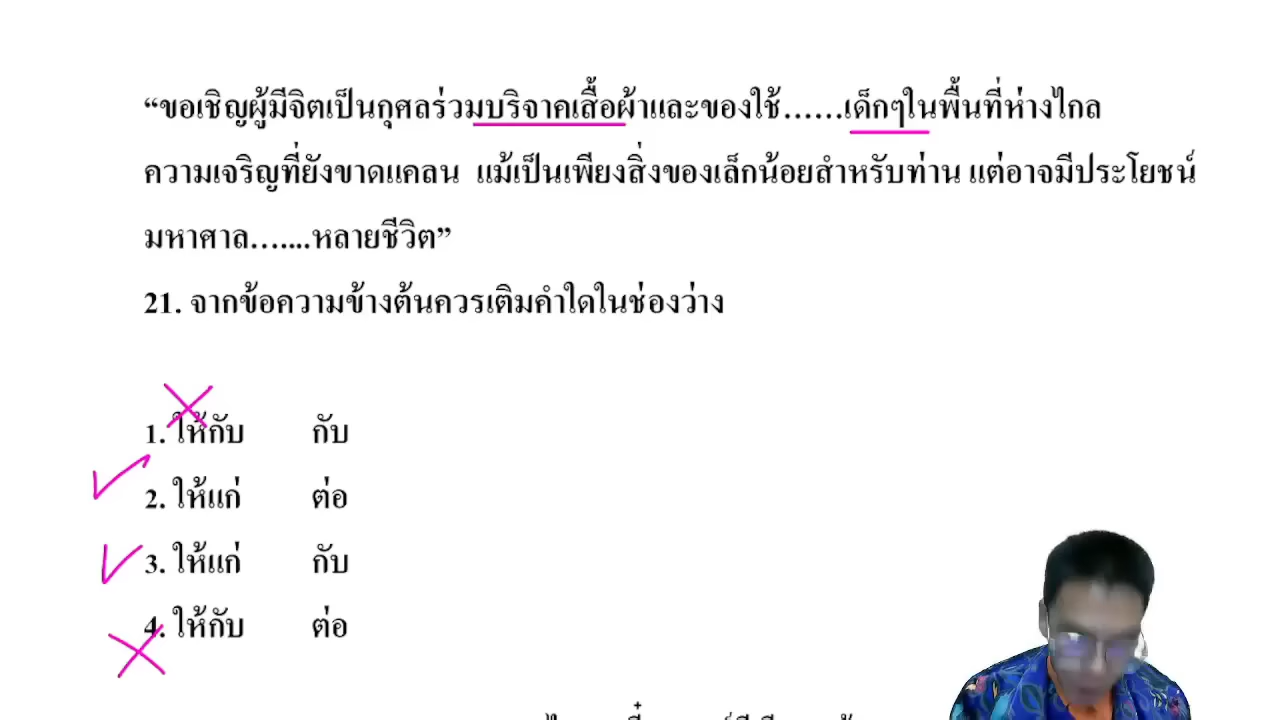 “ขอเชิญผู้มีจิตเป็นกุศลร่วมบริจาคเสื้อผ้าและของใช้......เด็กๆในพื้นที่ห่างไกล
ความเจริญที่ยังขาดแคลน แม้เป็นเพียงสิ่งของเล็กน้อยสำหรับท่าน แต่อาจมีประโยชน์
มหาศาล.......หลายชีวิต”
21. จากข้อความข้างต้นควรเติมคำใดในช่องว่าง
1. ให้กับ กับ
2. ให้แก่ ต่อ
3. ให้แก่ กับ
4. ให้กับ ต่อ